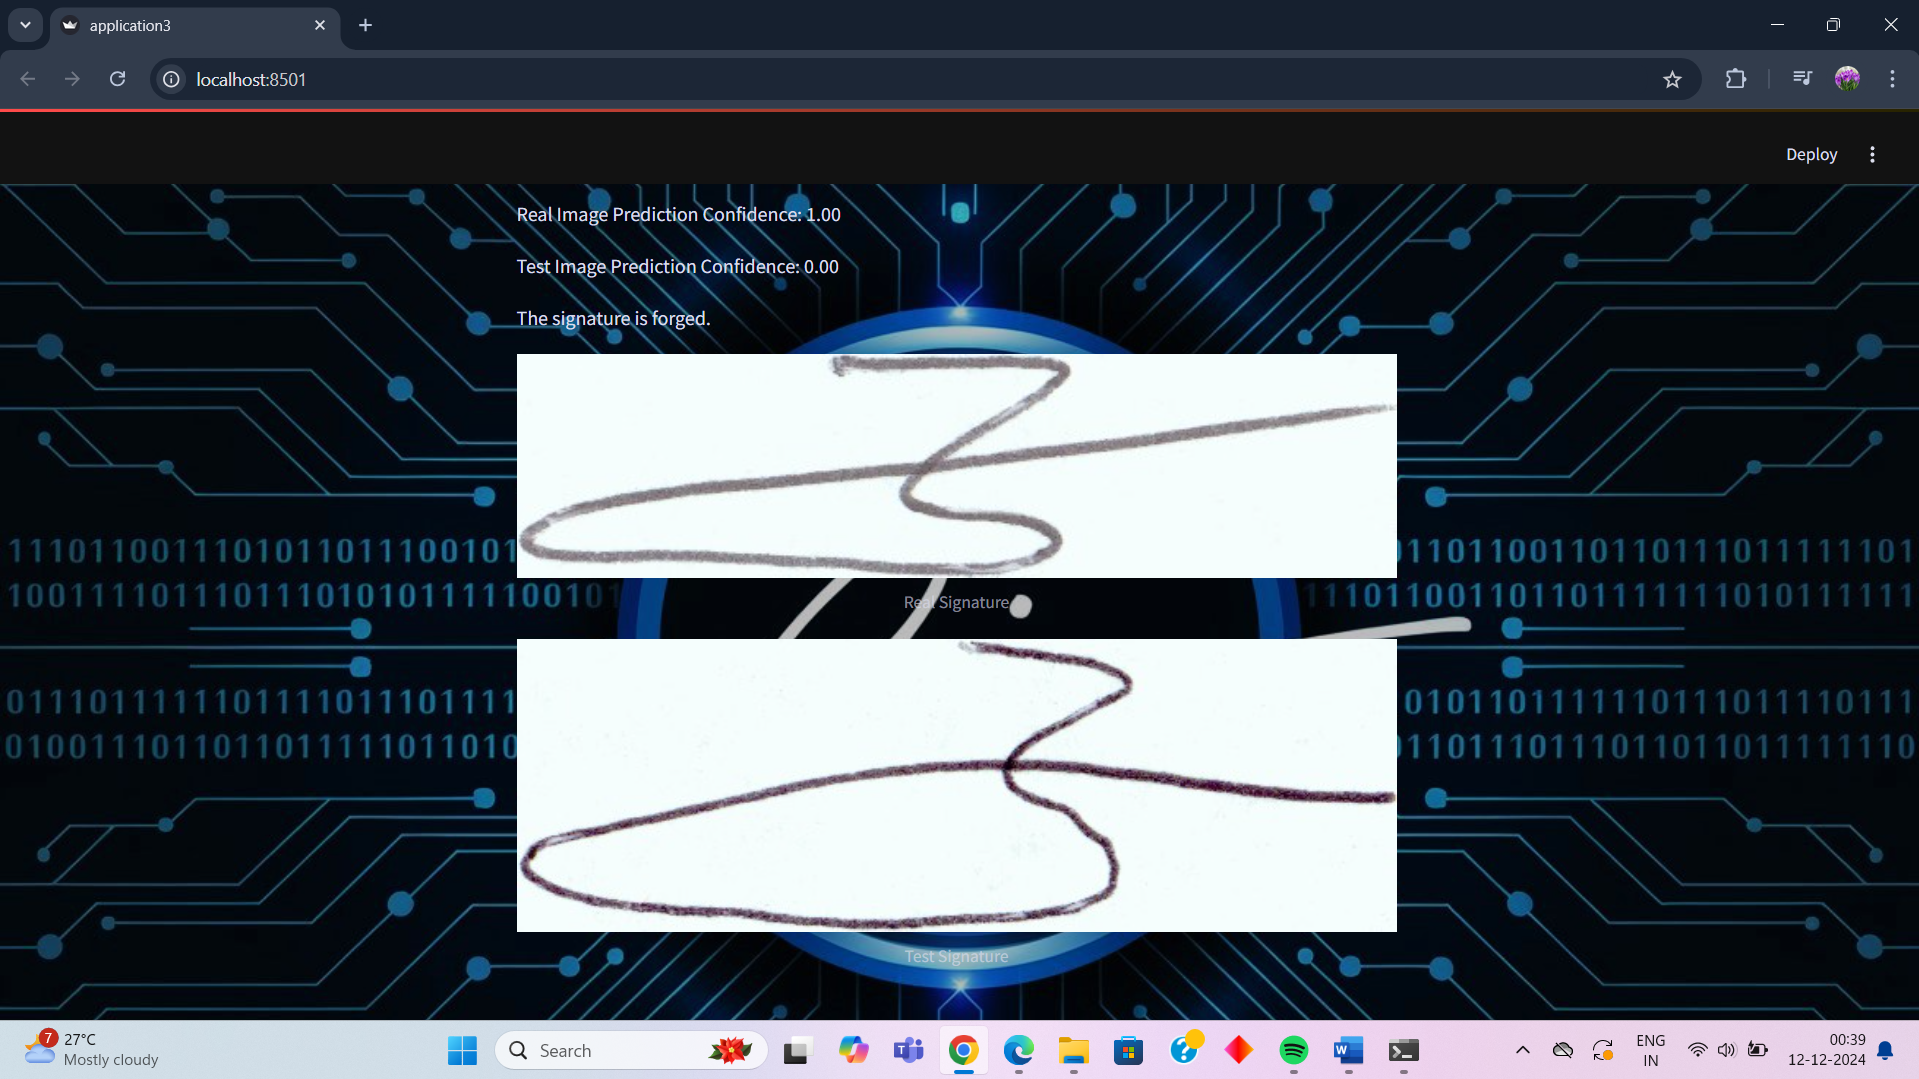 application3
localhost:8501
Deploy
Real Image Prediction Confidence: 1.00
Test Image Prediction Confidence: 0.00
The signature is forged.
Real Signature
Test Signature
7
27°C
Mostly cloudy
Search
ENG
IN
00:39
12-12-2024